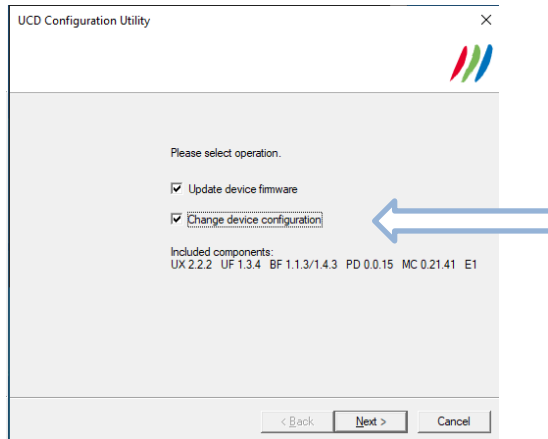 UCD Configuration Utility
Please select operation.
Update device firmware
Change device configuration
Included components:
UX 2.2.2 UF 1.3.4 BF 1.1.3/1.4.3 PD 0.0.15 MC 0.21.41 E1
< Back Next > Cancel